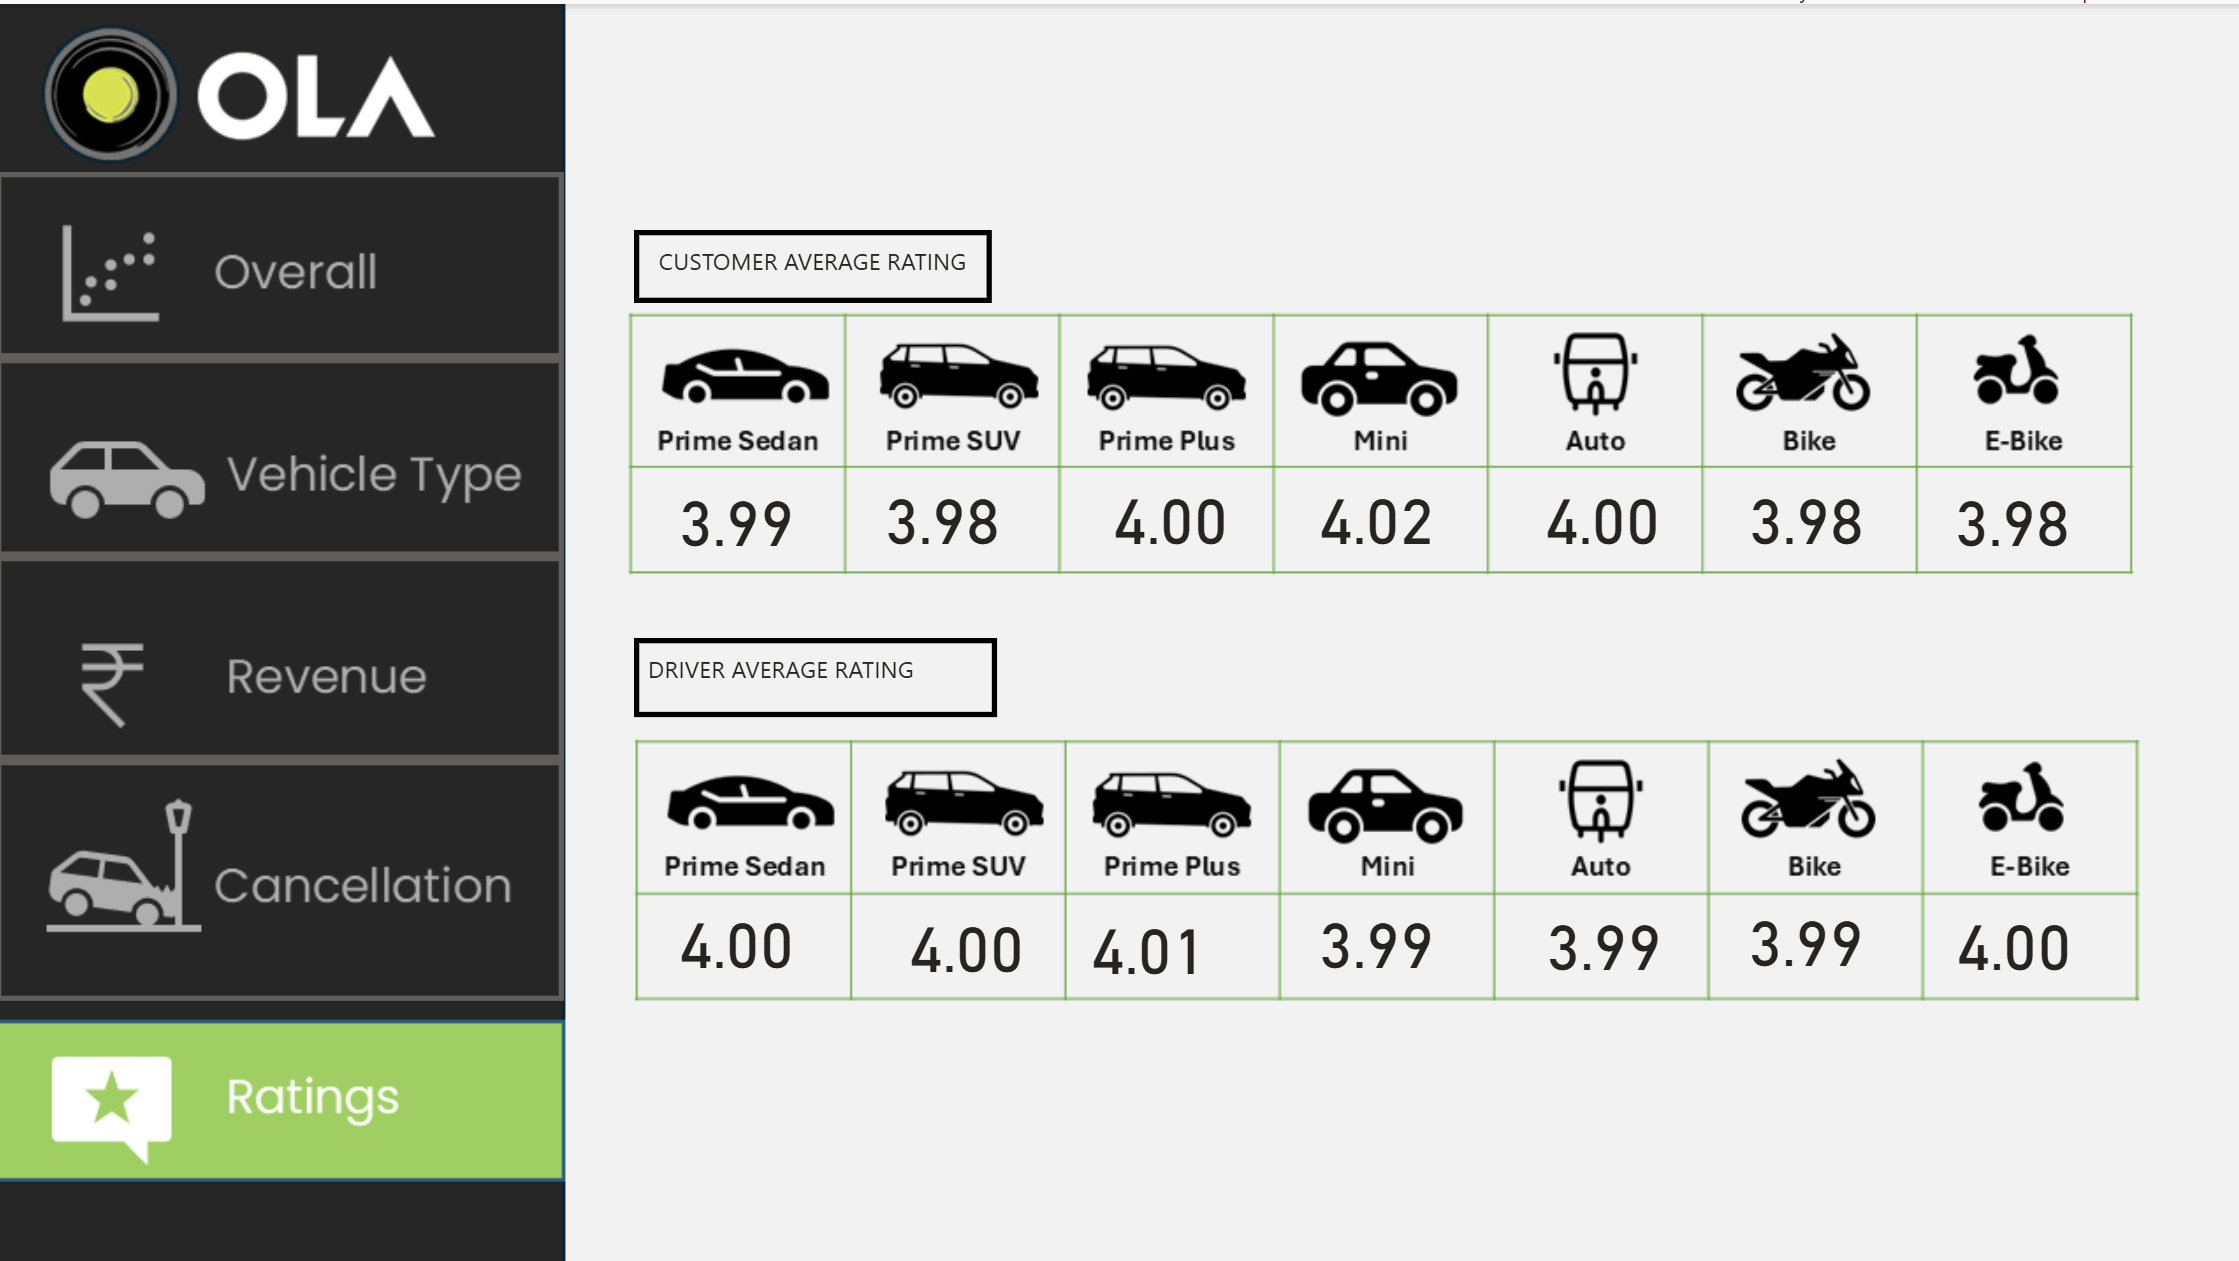 OLA
Overall
Vehicle Type
₹ Revenue
Cancellation
Ratings
CUSTOMER AVERAGE RATING
Prime Sedan Prime SUV Prime Plus Mini Auto Bike E-Bike
3.99 3.98 4.00 4.02 4.00 3.98 3.98
DRIVER AVERAGE RATING
Prime Sedan Prime SUV Prime Plus Mini Auto Bike E-Bike
4.00 4.00 4.01 3.99 3.99 3.99 4.00